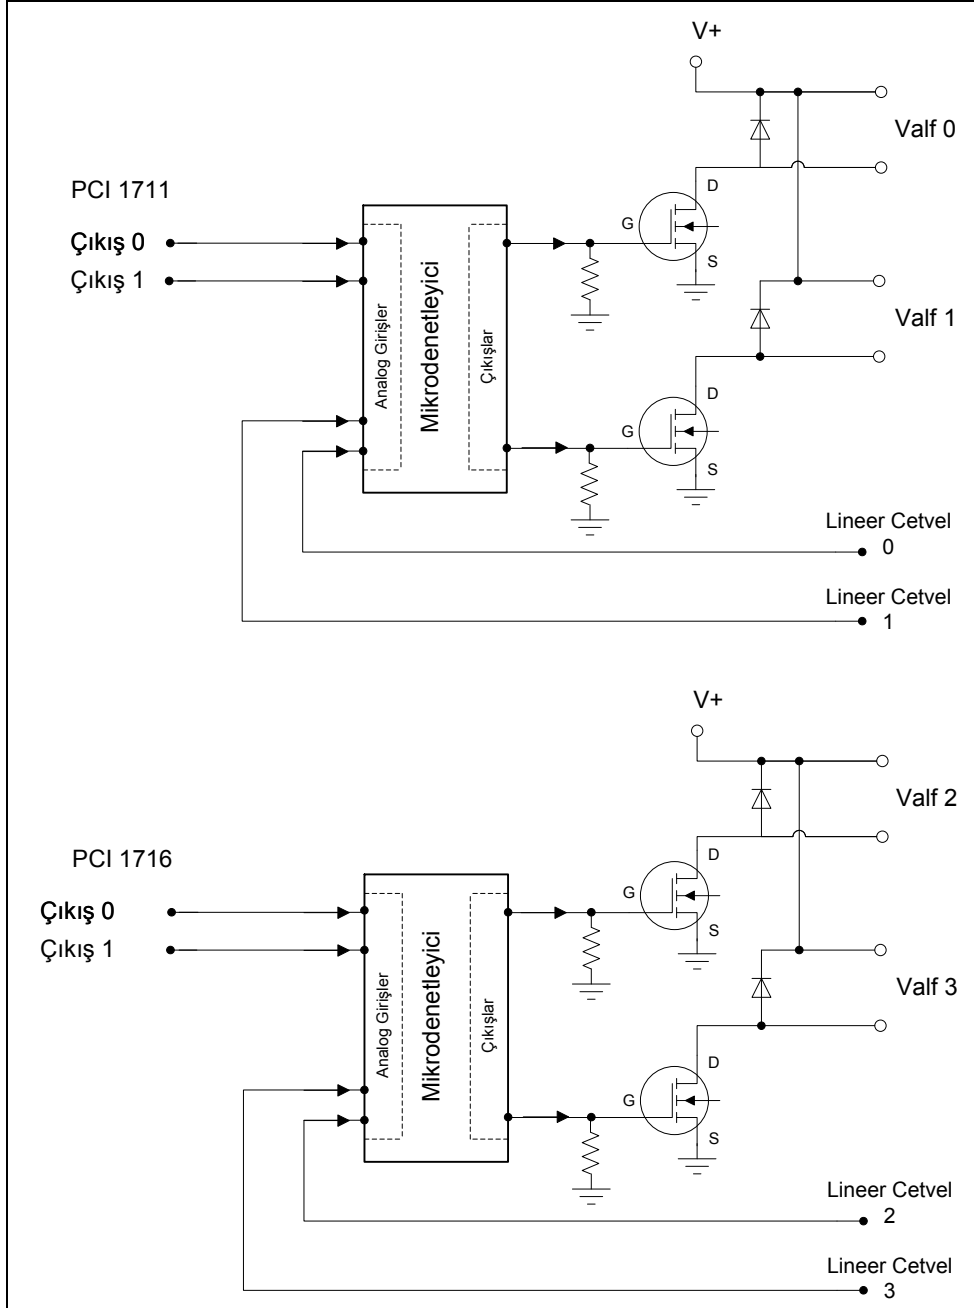 V+
Valf 0
PCI 1711
D
G
Çıkış 0
Çıkış 1
S
Analog Girişler
Mikrodenetleyici
Çıkışlar
Valf 1
D
G
S
Lineer Cetvel
0
Lineer Cetvel
1
V+
Valf 2
PCI 1716
D
G
Çıkış 0
Çıkış 1
S
Analog Girişler
Mikrodenetleyici
Çıkışlar
Valf 3
D
G
S
Lineer Cetvel
2
Lineer Cetvel
3